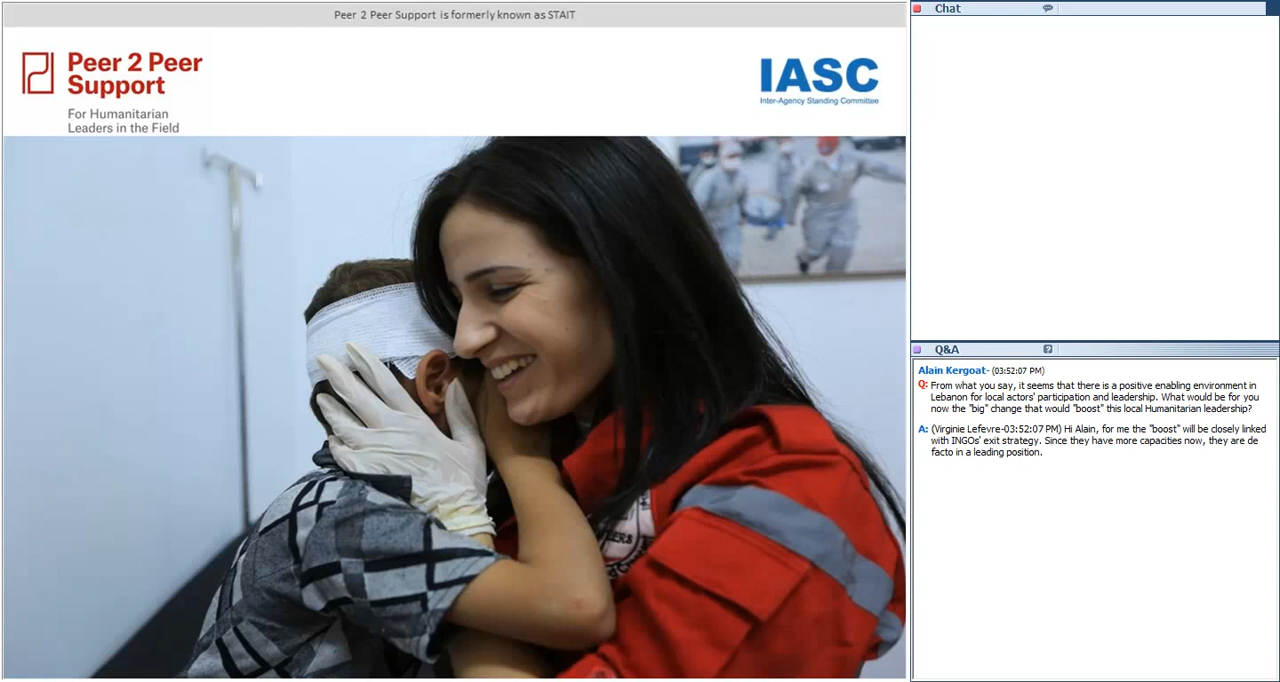 Peer 2 Peer Support is formerly known as STAIT
Peer 2 Peer
Support
For Humanitarian
Leaders in the Field
IASC
Inter-Agency Standing Committee
Chat
Q&A
Alain Kergoat- (03:52:07 PM)
Q: From what you say, it seems that there is a positive enabling environment in
Lebanon for local actors' participation and leadership. What would be for you
now the "big" change that would "boost" this local Humanitarian leadership?
A: (Virginie Lefevre-03:52:07 PM) Hi Alain, for me the "boost" will be closely linked
with INGOs' exit strategy. Since they have more capacities now, they are de
facto in a leading position.